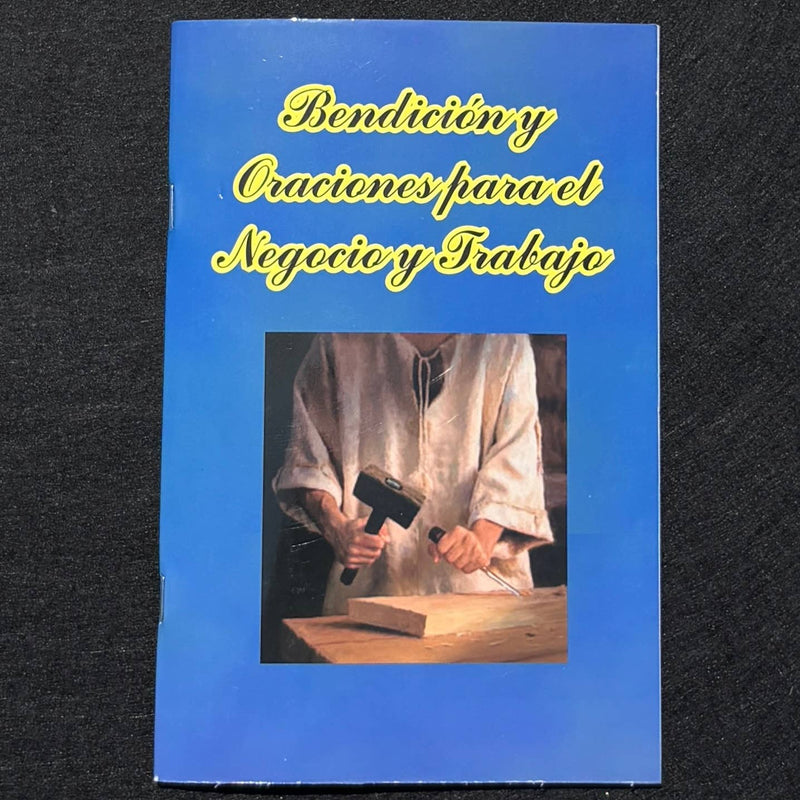 Bendición y
Oraciones para el
Negocio y Trabajo